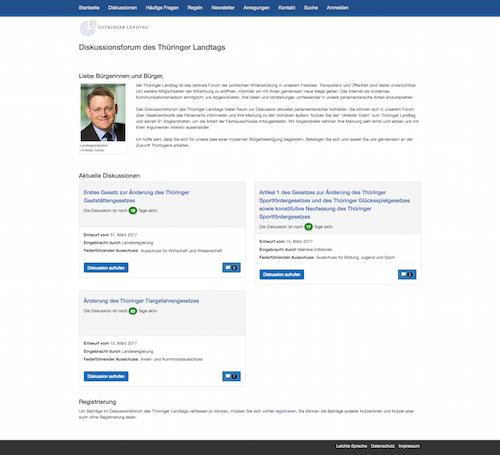 Startseite Diskussionen Häufige Fragen Regeln Newsletter Anregungen Kontakt Suche Anmelden
THÜRINGER LANDTAG
Diskussionsforum des Thüringer Landtags
Liebe Bürgerinnen und Bürger,
der Thüringer Landtag ist das zentrale Forum der politischen Willensbildung in unserem Freistaat. Transparenz und Offenheit sind dabei unverzichtbar.
Um weitere Möglichkeiten der Mitwirkung zu eröffnen, möchten wir mit Ihnen gemeinsam neue Wege gehen. Das Internet als modernes
Kommunikationsmedium ermöglicht uns Abgeordneten, Ihre Ideen und Vorstellungen umfassender in unsere parlamentarische Arbeit einzubeziehen.
Das Diskussionsforum des Thüringer Landtags bietet Raum zur Diskussion aktueller parlamentarischer Vorhaben. Sie können sich in unserem Forum
über Gesetzentwürfe des Parlaments informieren und Ihre Meinung zu den Vorhaben äußern. Nutzen Sie den "direkten Draht" zum Thüringer Landtag
und seinen 91 Abgeordneten, um die Arbeit der Fachausschüsse mitzugestalten. Wir Abgeordnete nehmen Ihre Meinung sehr ernst und setzen uns mit
Ihren Argumenten intensiv auseinander.
Ich hoffe sehr, dass Sie sich für unsere Idee einer modernen Bürgerbeteiligung begeistern. Beteiligen Sie sich und lassen Sie uns gemeinsam an der
Zukunft Thüringens arbeiten.
Landtagspräsident
Christian Carius
Aktuelle Diskussionen
Erstes Gesetz zur Änderung des Thüringer
Gaststättengesetzes
Die Diskussion ist noch Tage aktiv
Entwurf vom 31. März 2017
Eingebracht durch Landesregierung
Federführender Ausschuss: Ausschuss für Wirtschaft und Wissenschaft
Diskussion aufrufen
Artikel 1 des Gesetzes zur Änderung des Thüringer
Sportfördergesetzes und des Thüringer Glücksspielgesetzes
sowie konstitutive Neufassung des Thüringer
Sportfördergesetzes
Die Diskussion ist noch 17 Tage aktiv
Entwurf vom 15. März 2017
Eingebracht durch Mehrere Initiatoren
Federführender Ausschuss: Ausschuss für Bildung, Jugend und Sport
Diskussion aufrufen
Änderung des Thüringer Tiergefahrengesetzes
Die Diskussion ist noch Tage aktiv
Entwurf vom 15. März 2017
Eingebracht durch Landesregierung
Federführender Ausschuss: Innen- und Kommunalausschuss
Diskussion aufrufen
Registrierung
Um Beiträge im Diskussionsforum des Thüringer Landtags verfassen zu können, müssen Sie sich vorher registrieren. Sie können die Beiträge anderer Nutzerinnen und Nutzer aber
auch ohne Registrierung lesen.
Leichte Sprache Datenschutz Impressum